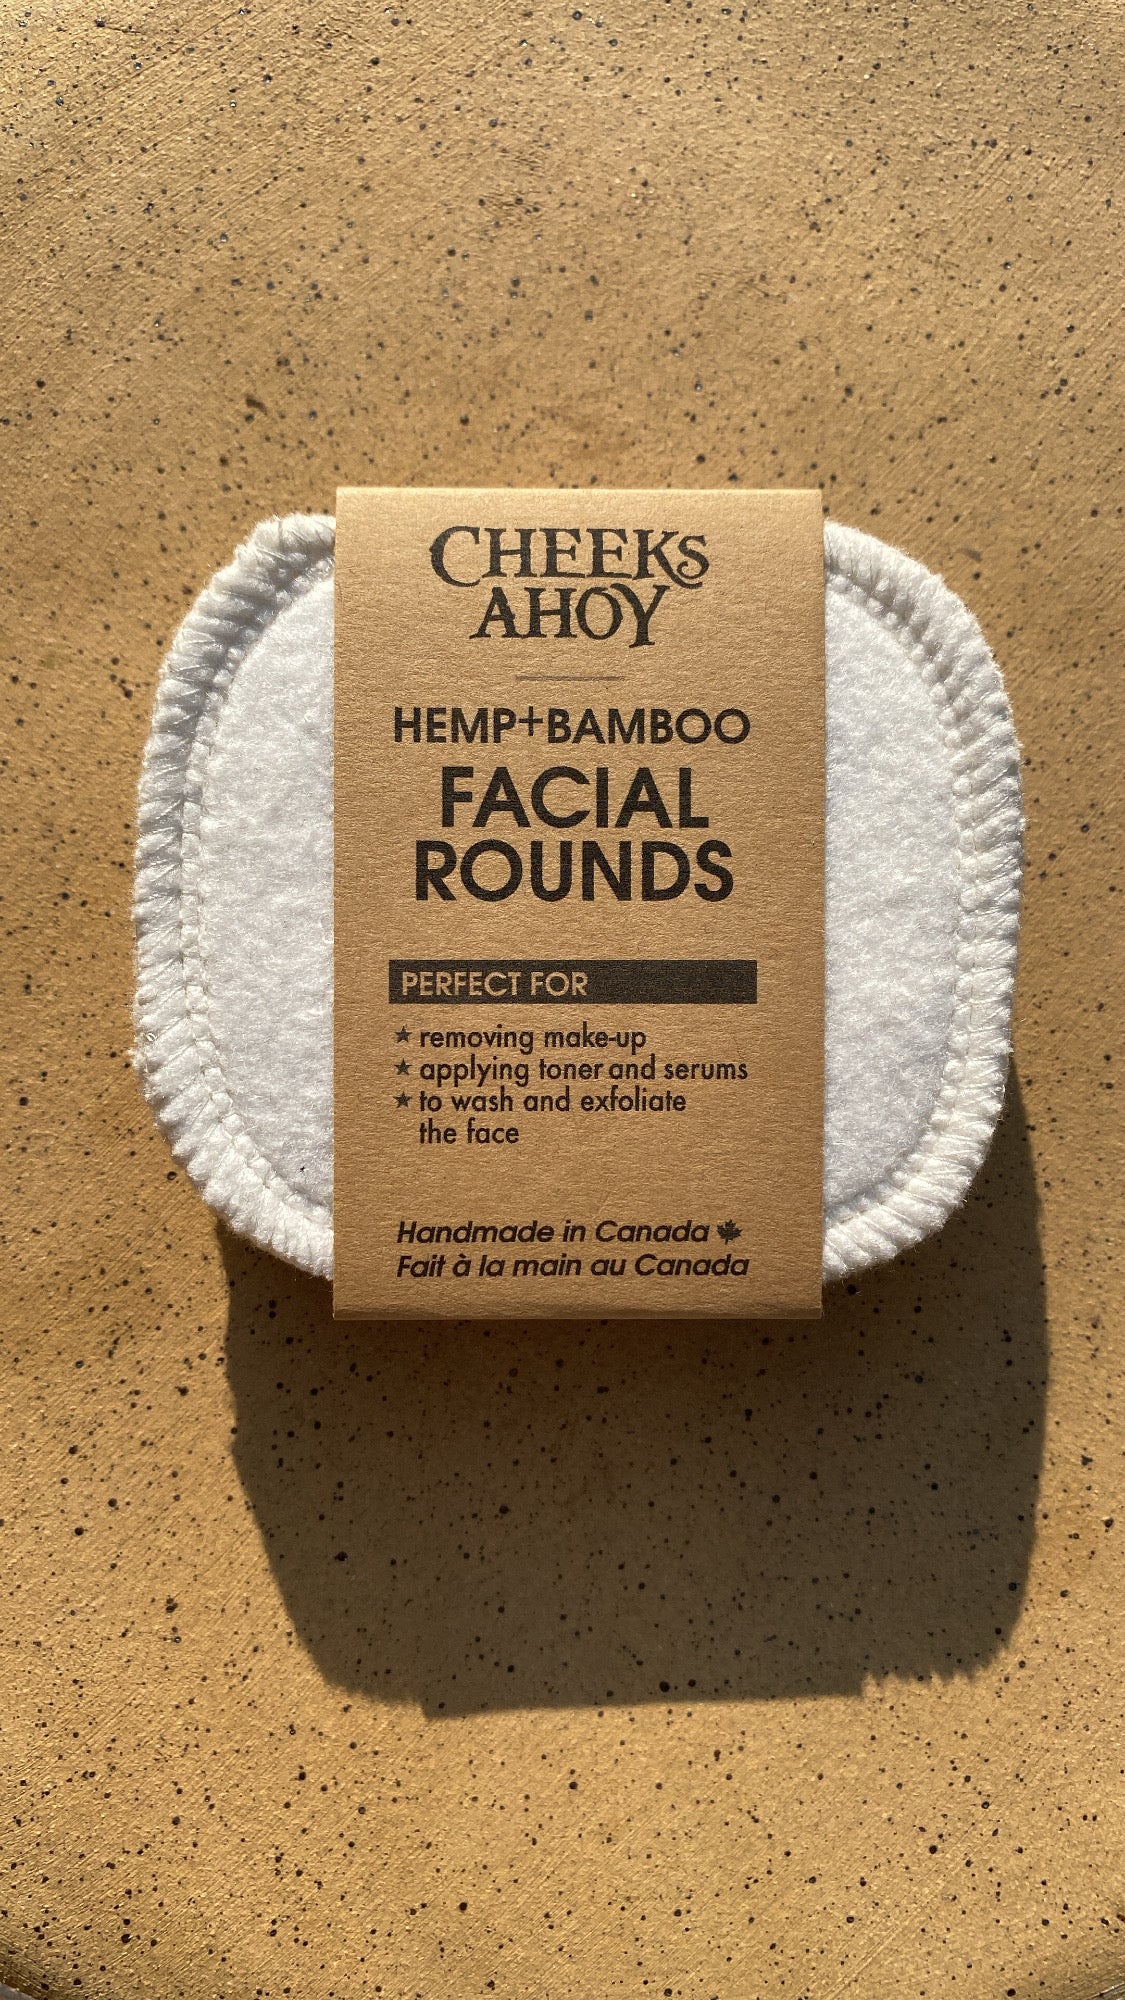 CHEEKS
AHOY
HEMP+BAMBOO
FACIAL
ROUNDS
PERFECT FOR
★ removing make-up
★ applying toner and serums
★ to wash and exfoliate
the face
Handmade in Canada
Fait à la main au Canada